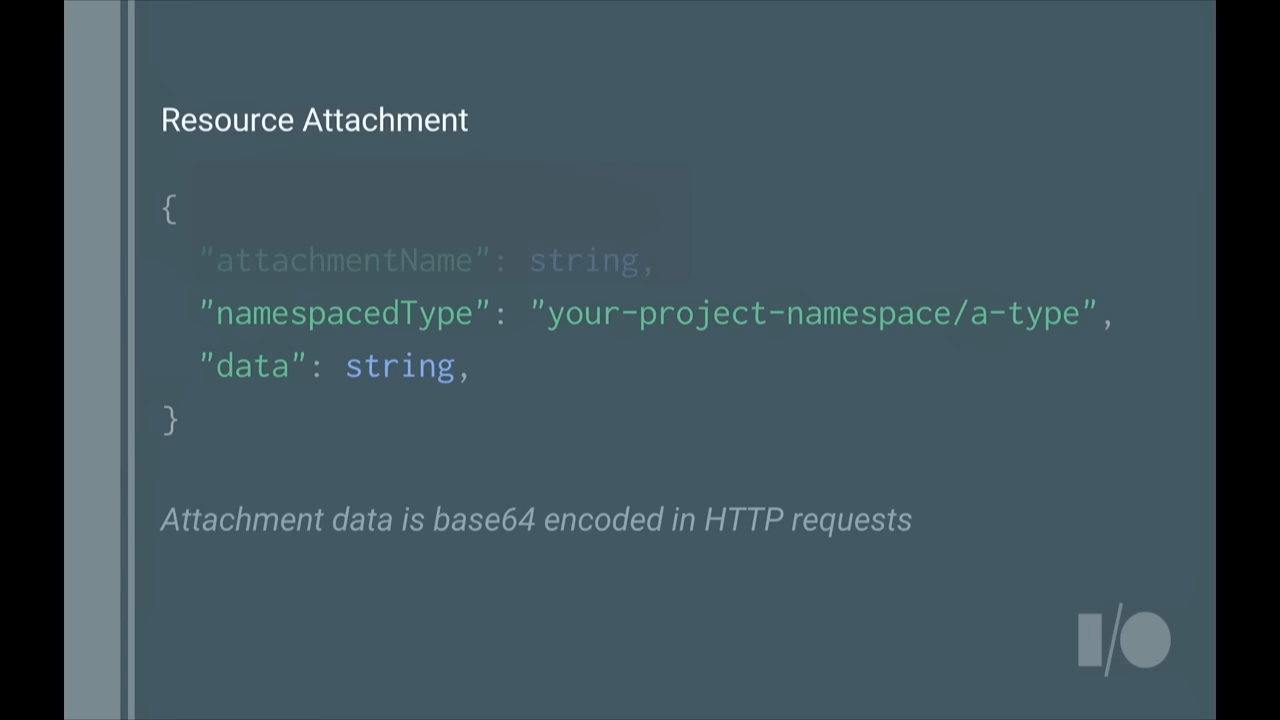 Resource Attachment
{
"attachmentName": string,
"namespacedType": "your-project-namespace/a-type",
"data": string,
}
Attachment data is base64 encoded in HTTP requests
I/O